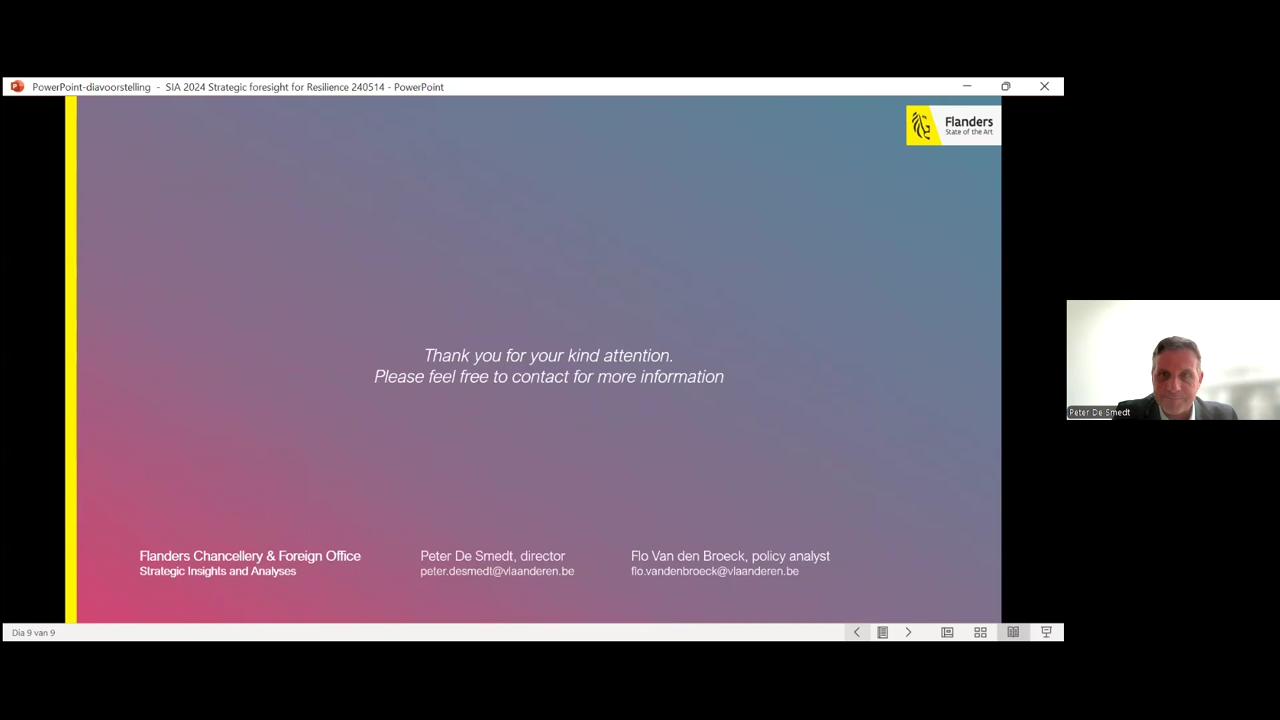 PowerPoint-diavoorstelling - SIA 2024 Strategic foresight for Resilience 240514 - PowerPoint
Flanders
State of the Art
Thank you for your kind attention.
Please feel free to contact for more information
Peter De Smedt
Flanders Chancellery & Foreign Office
Strategic Insights and Analyses
Peter De Smedt, director
peter.desmedt@vlaanderen.be
Flo Van den Broeck, policy analyst
flo.vandenbroeck@vlaanderen.be
Dia 9 van 9